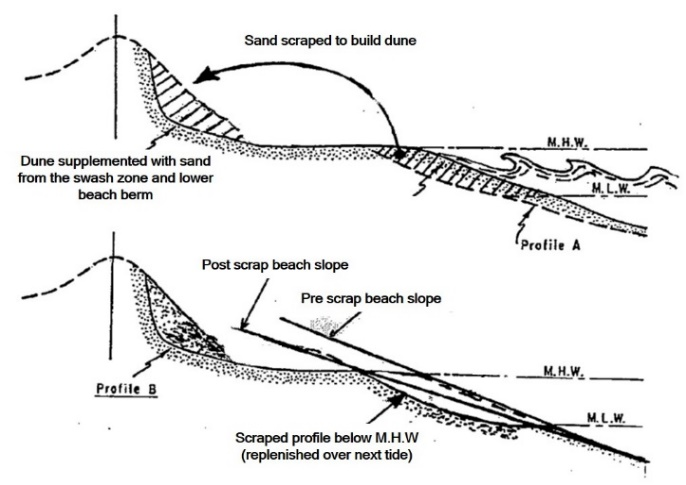 Sand scraped to build dune
M.H.W.
Dune supplemented with sand
from the swash zone and lower
beach berm
M.L.W.
Profile A
Post scrap beach slope
Pre scrap beach slope
M.H.W.
Profile B
M.L.W.
Scraped profile below M.H.W
(replenished over next tide)